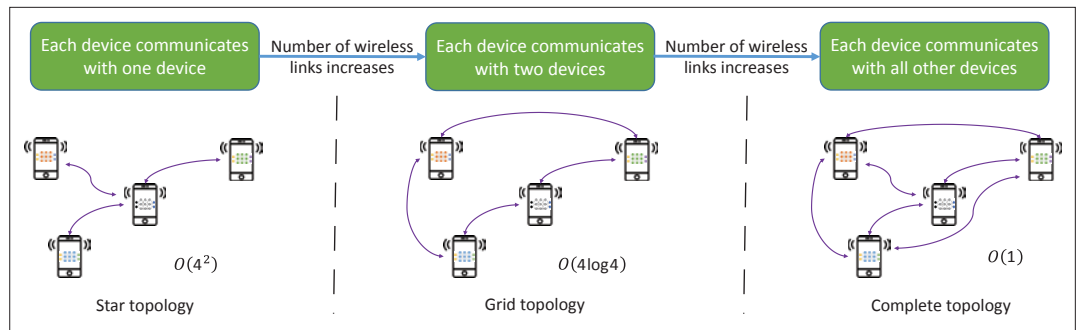 Each device communicates
with one device
Number of wireless
links increases
Each device communicates
with two devices
Number of wireless
links increases
Each device communicates
with all other devices
O(4²)
O(4log4)
O(1)
Star topology
Grid topology
Complete topology